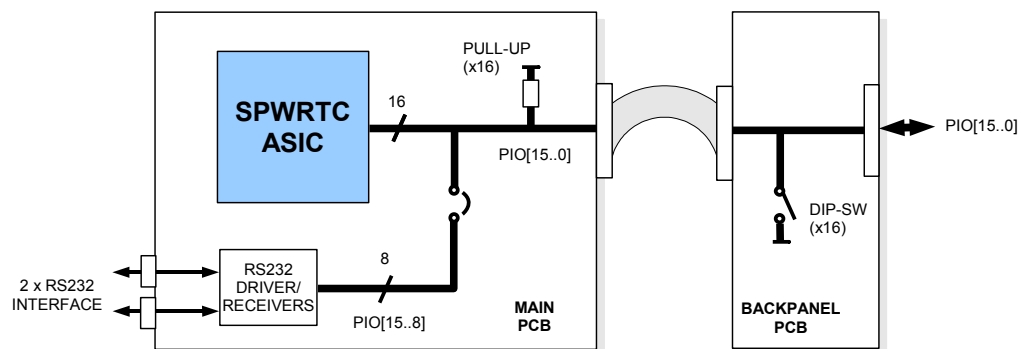 PULL-UP
(x16)
SPWRTC
ASIC
16
PIO[15..0]
PIO[15..0]
DIP-SW
(x16)
2 x RS232
INTERFACE
RS232
DRIVER/
RECEIVERS
8
PIO[15..8]
MAIN
PCB
BACKPANEL
PCB